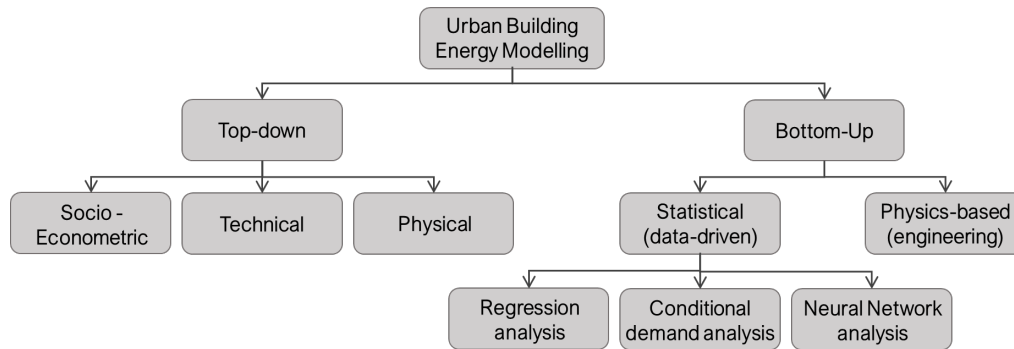 Urban Building
Energy Modelling
Top-down
Bottom-Up
Socio -
Econometric
Technical
Physical
Statistical
(data-driven)
Physics-based
(engineering)
Regression
analysis
Conditional
demand analysis
Neural Network
analysis